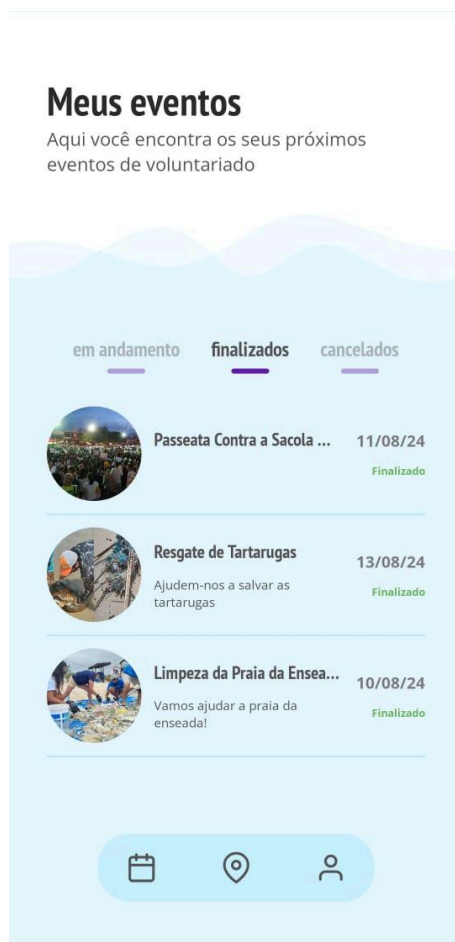 Meus eventos
Aqui você encontra os seus próximos
eventos de voluntariado
em andamento finalizados cancelados
Passeata Contra a Sacola ...
11/08/24
Finalizado
Resgate de Tartarugas
Ajudem-nos a salvar as
tartarugas
13/08/24
Finalizado
Limpeza da Praia da Ensea...
Vamos ajudar a praia da
enseada!
10/08/24
Finalizado